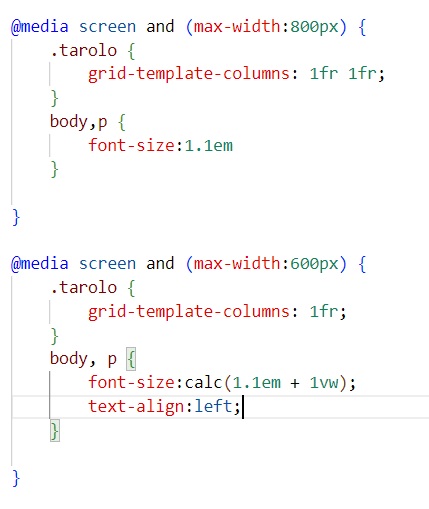 @media screen and (max-width:800px) {
.tarolo {
grid-template-columns: 1fr 1fr;
}
body,p {
font-size:1.1em
}
}
@media screen and (max-width:600px) {
.tarolo {
grid-template-columns: 1fr;
}
body, p {
font-size:calc(1.1em + 1vw);
text-align:left;
}
}